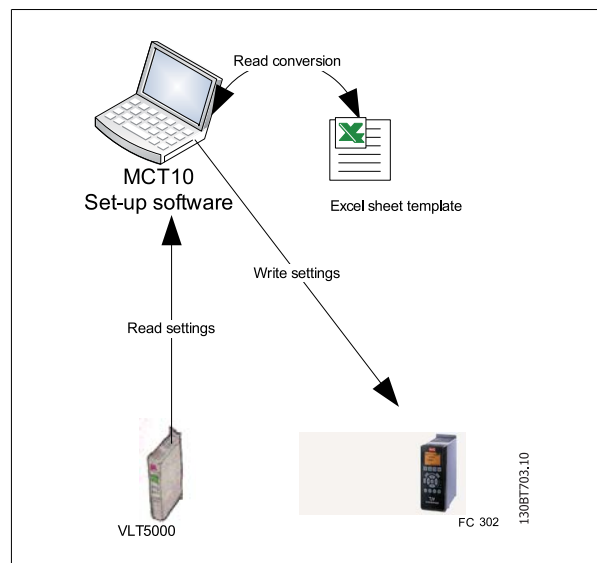 Read conversion
MCT10
Set-up software
Excel sheet template
Write settings
Read settings
VLT5000
FC 302
130BT703.10